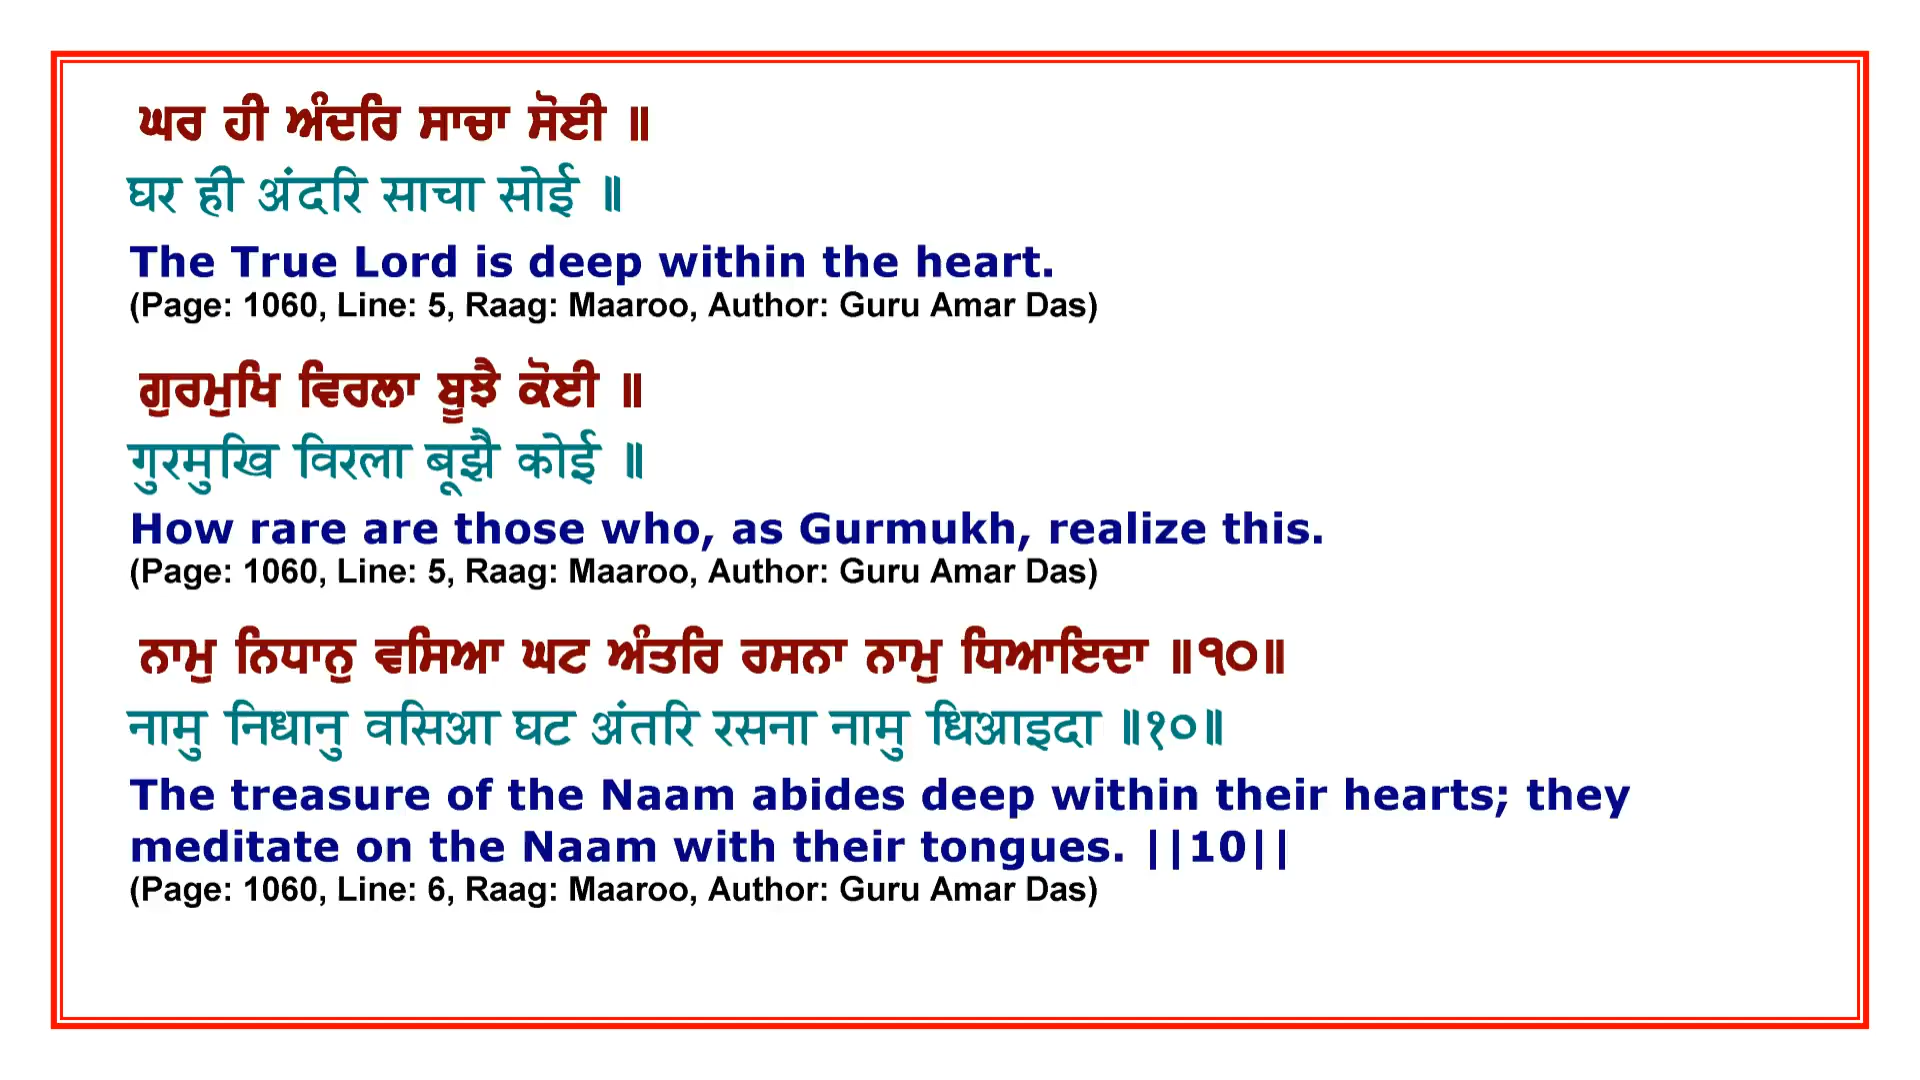 ਘਰ ਹੀ ਅੰਦਰਿ ਸਾਚਾ ਸੋਈ ॥
घर ही अंदरि साचा सोई ॥
The True Lord is deep within the heart.
(Page: 1060, Line: 5, Raag: Maaroo, Author: Guru Amar Das)
ਗੁਰਮੁਖਿ ਵਿਰਲਾ ਬੂਝੈ ਕੋਈ ॥
गुरमुखि विरला बूझै कोई ॥
How rare are those who, as Gurmukh, realize this.
(Page: 1060, Line: 5, Raag: Maaroo, Author: Guru Amar Das)
ਨਾਮੁ ਨਿਧਾਨੁ ਵਸਿਆ ਘਟ ਅੰਤਰਿ ਰਸਨਾ ਨਾਮੁ ਧਿਆਇਦਾ ॥੧੦॥
नामु निधानु वसिआ घट अंतरि रसना नामु धिआइदा ॥१०॥
The treasure of the Naam abides deep within their hearts; they
meditate on the Naam with their tongues. ||10||
(Page: 1060, Line: 6, Raag: Maaroo, Author: Guru Amar Das)